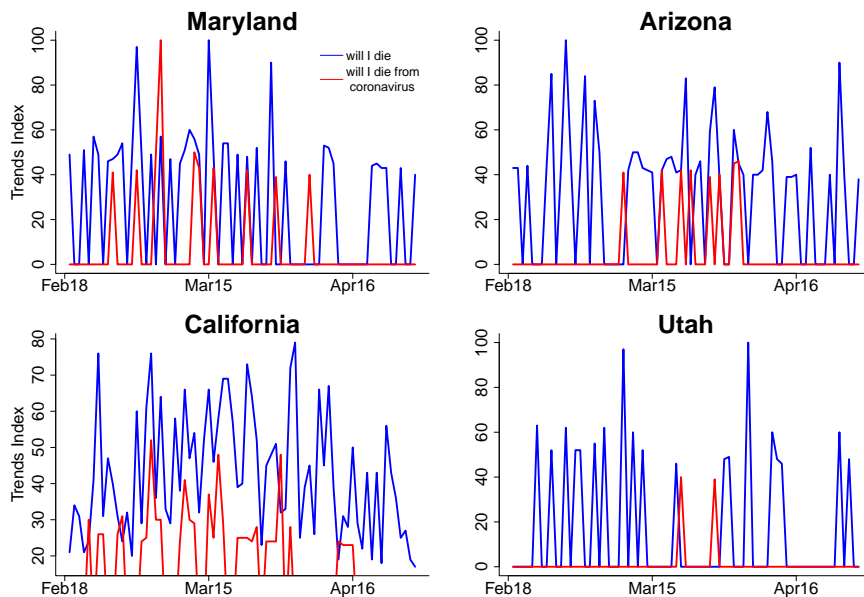 Maryland
will I die
will I die from
coronavirus
Trends Index
100
80
60
40
20
0
Feb18
Mar15
Apr16
Arizona
100
80
60
40
20
0
Feb18
Mar15
Apr16
California
Trends Index
80
70
60
50
40
30
20
Feb18
Mar15
Apr16
Utah
100
80
60
40
20
0
Feb18
Mar15
Apr16